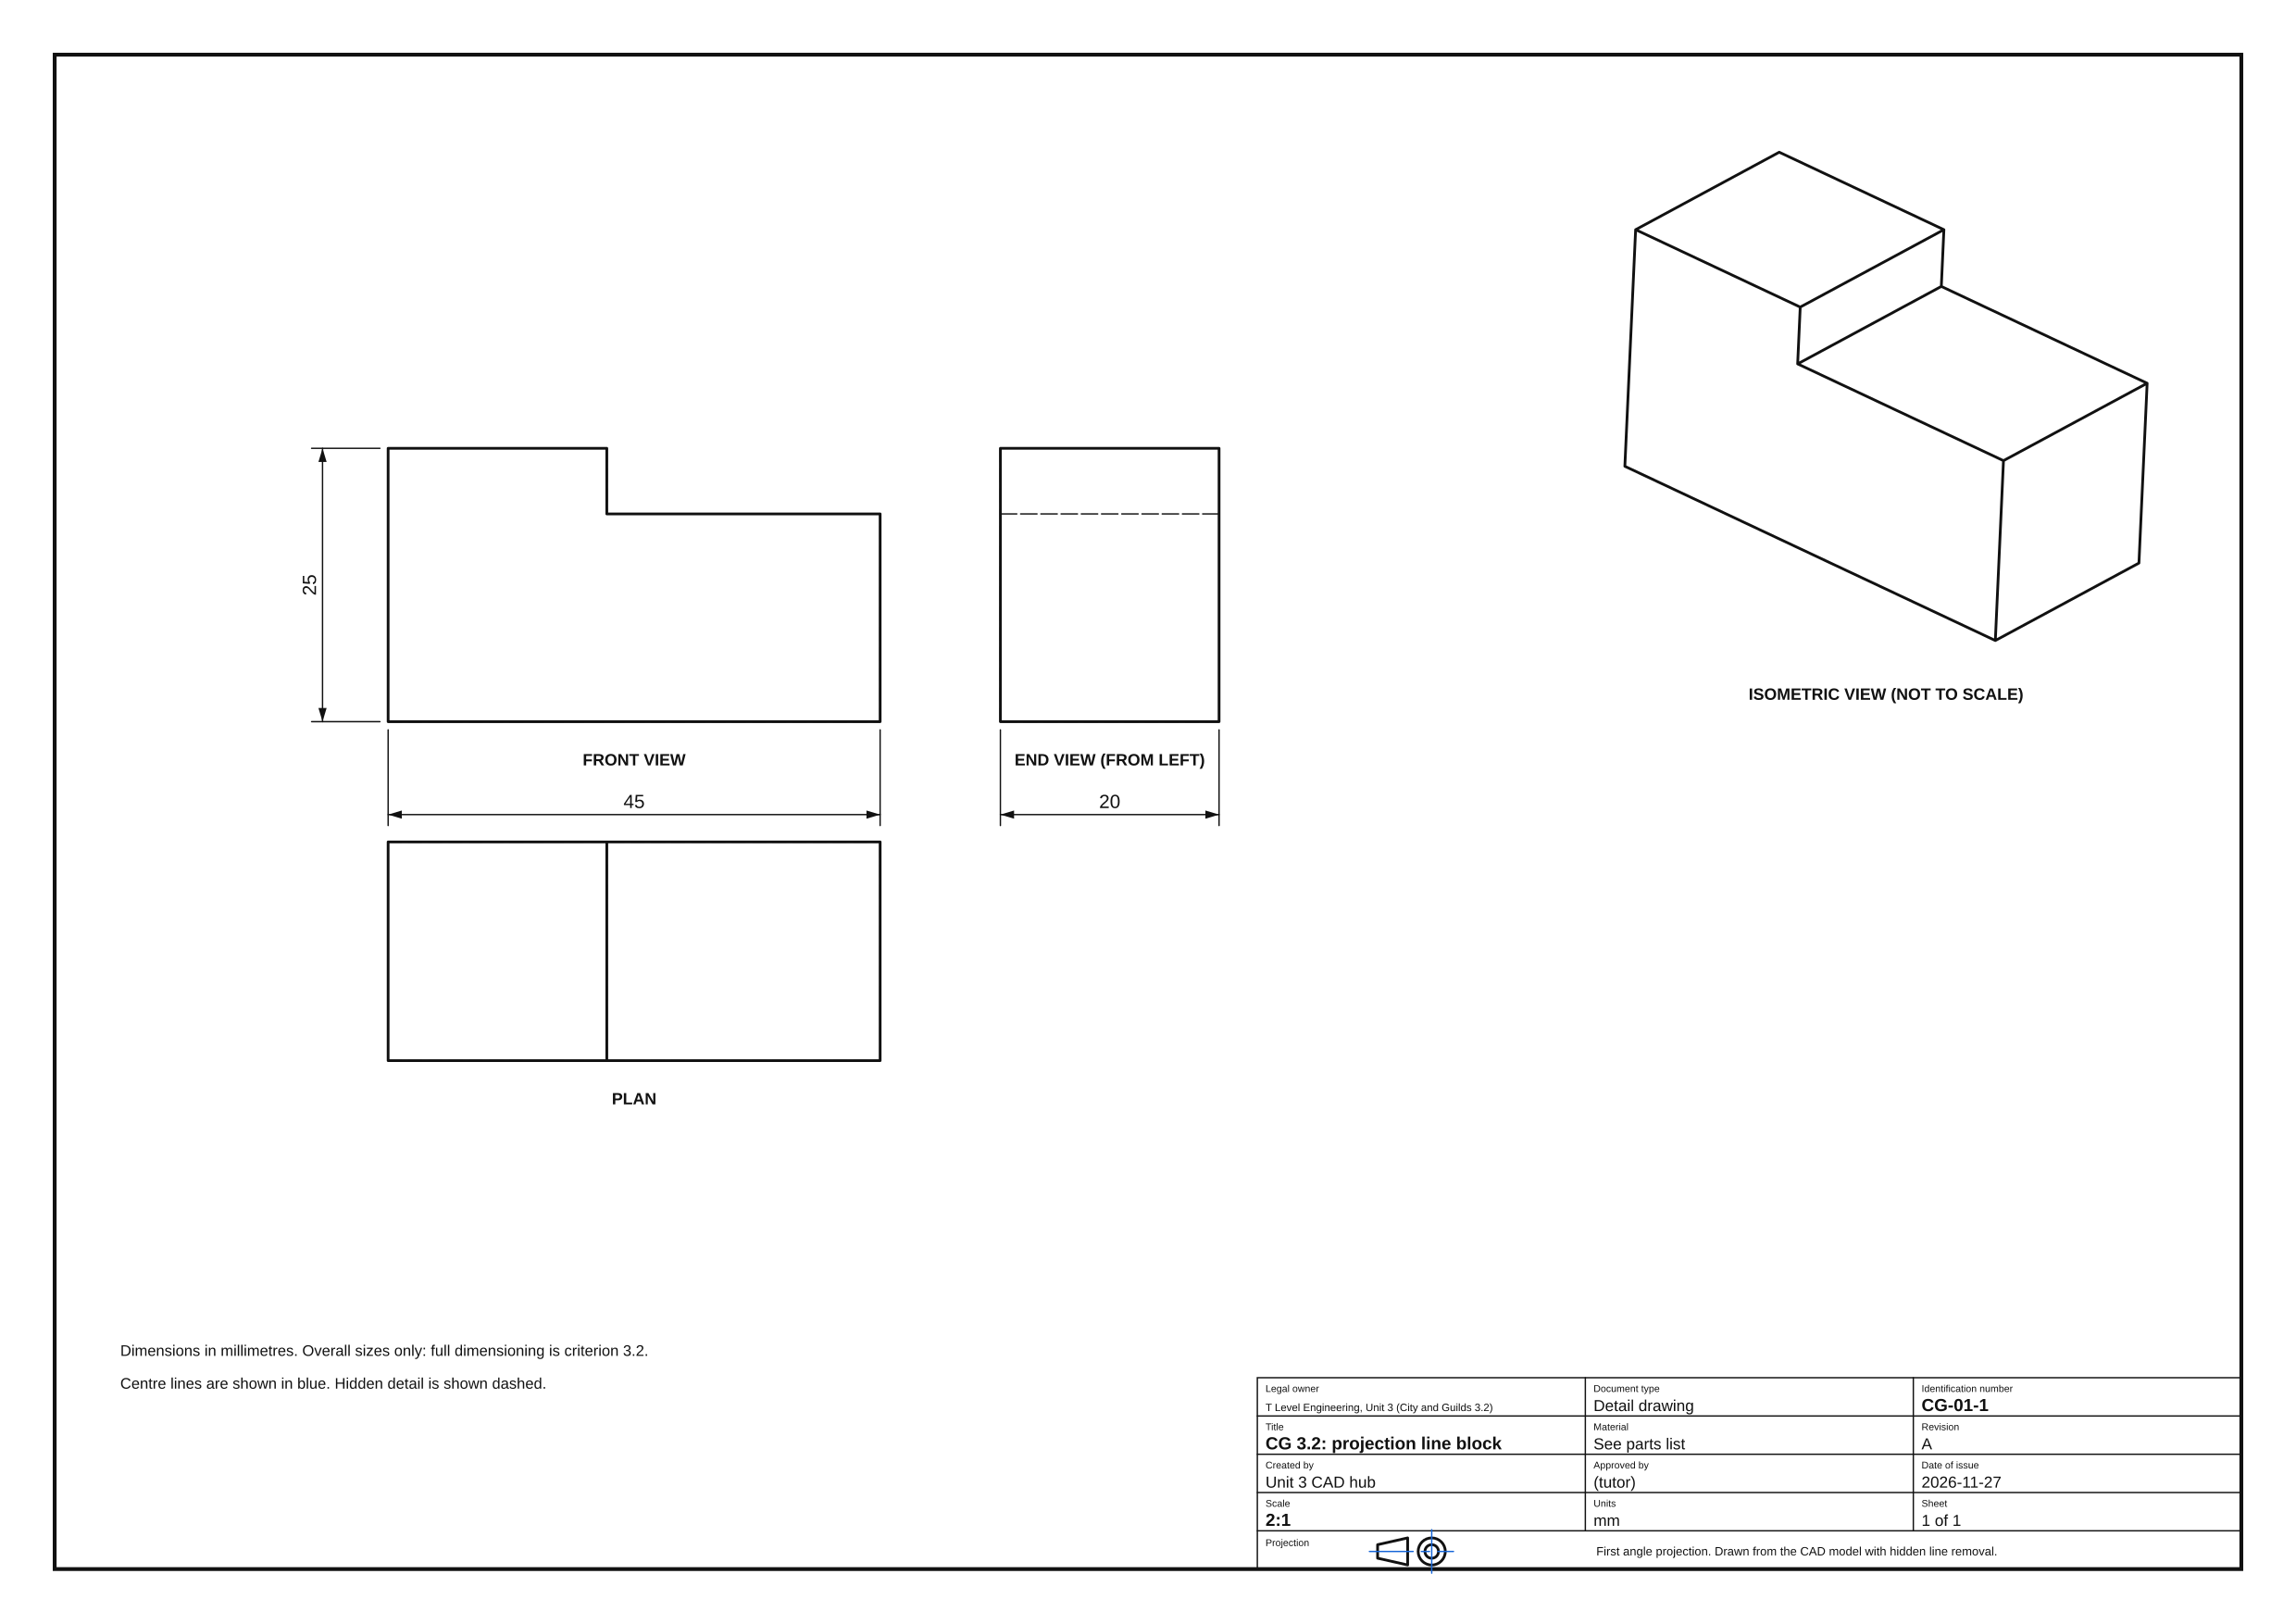 25
FRONT VIEW
45
END VIEW (FROM LEFT)
20
ISOMETRIC VIEW (NOT TO SCALE)
PLAN
Dimensions in millimetres. Overall sizes only: full dimensioning is criterion 3.2.
Centre lines are shown in blue. Hidden detail is shown dashed.
Legal owner
T Level Engineering, Unit 3 (City and Guilds 3.2)
Document type
Detail drawing
Identification number
CG-01-1
Title
CG 3.2: projection line block
Material
See parts list
Revision
A
Created by
Unit 3 CAD hub
Approved by
(tutor)
Date of issue
2026-11-27
Scale
2:1
Units
mm
Sheet
1 of 1
Projection
First angle projection. Drawn from the CAD model with hidden line removal.